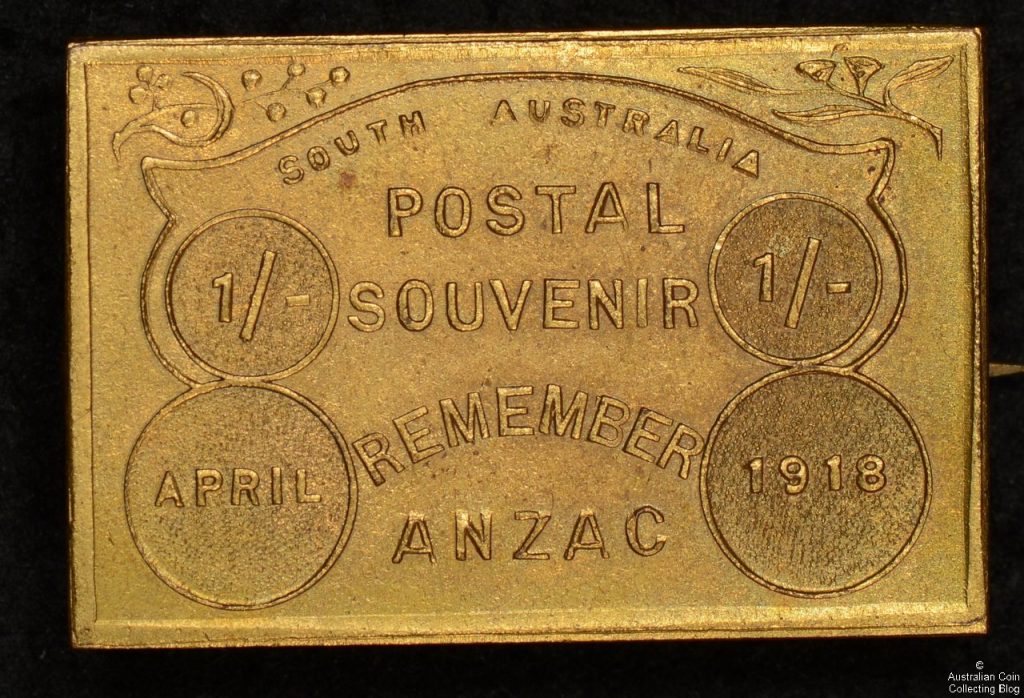 SOUTH AUSTRALIA
POSTAL
1/- SOUVENIR 1/-
REMEMBER
APRIL 1918
ANZAC
©
Australian Coin
Collecting Blog